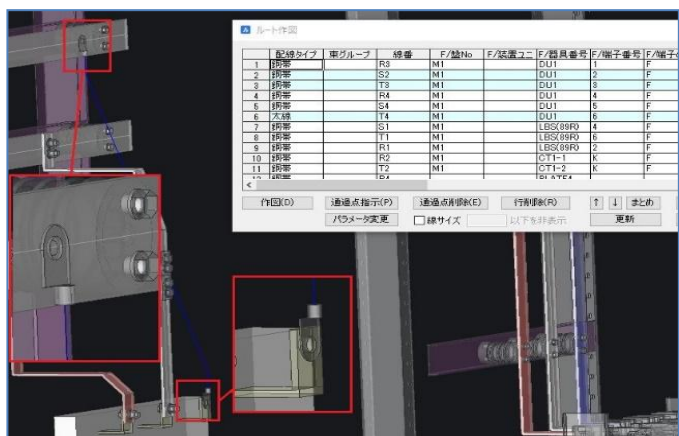 ルート作図
配線タイプ 束グループ 線番 F/盤No F/装置ユニ F/器具番号 F/端子番号 F/端子の
1 銅帯 R3 M1 DU1 1 F
2 銅帯 S2 M1 DU1 2 F
3 銅帯 T3 M1 DU1 3 F
4 銅帯 R4 M1 DU1 4 F
5 銅帯 S4 M1 DU1 5 F
6 太線 T4 M1 DU1 6 F
7 銅帯 S1 M1 LBS(89R) 4 F
8 銅帯 T1 M1 LBS(89R) 6 F
9 銅帯 R1 M1 LBS(89R) 2 F
10 銅帯 R2 M1 CT1-1 K F
11 銅帯 T2 M1 CT1-2 K F
作図(D) 通過点指示(P) 通過点削除(E) 行削除(R) ↑ ↓ まとめ
パラメータ変更 線サイズ 以下を非表示 更新